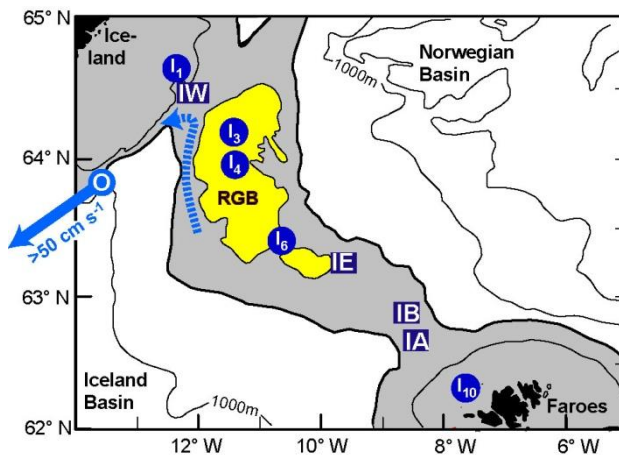 65° N
64° N
63° N
62° N
12° W
10° W
8° W
6° W
Ice-
land
I1
IW
I3
I4
RGB
I6
IE
IB
IA
I10
O
>50 cm s-1
Norwegian
Basin
1000m
Iceland
Basin
1000m
Faroes